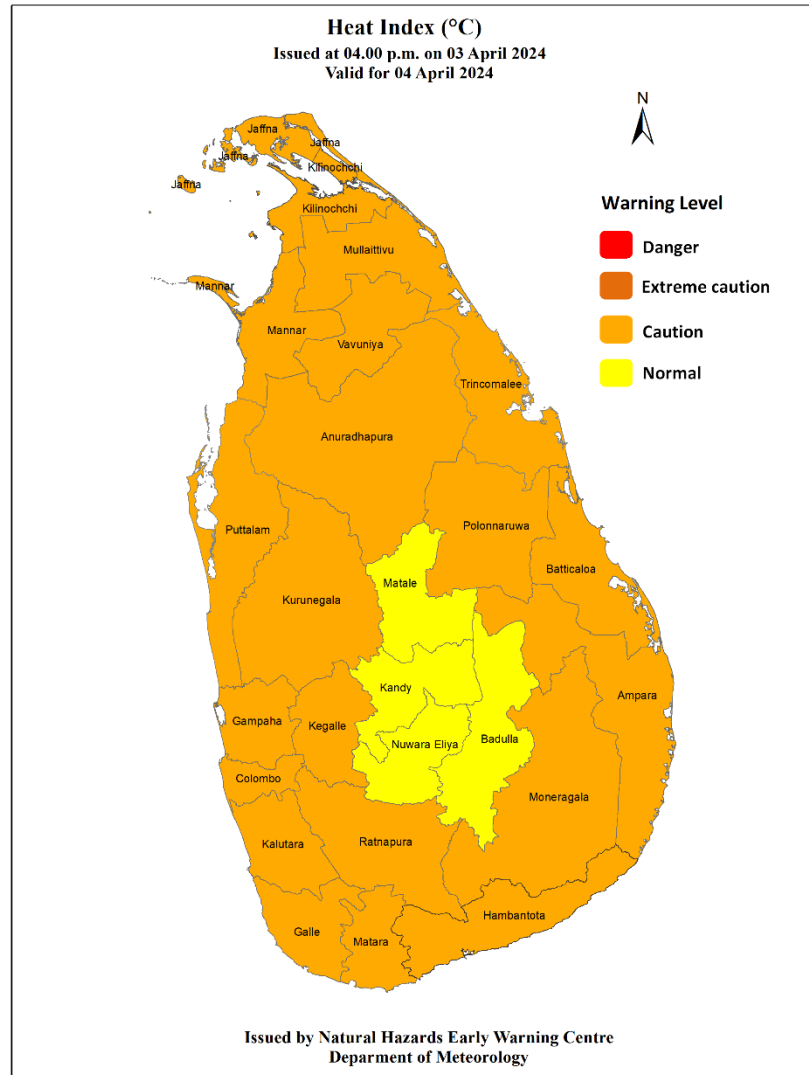 Heat Index (°C)
Issued at 04.00 p.m. on 03 April 2024
Valid for 04 April 2024
N
Warning Level
Danger
Extreme caution
Caution
Normal
Jaffna
Jaffna
Jaffna
Kilinochchi
Jaffna
Kilinochchi
Mullaittivu
Mannar
Mannar
Vavuniya
Trincomalee
Anuradhapura
Polonnaruwa
Puttalam
Batticaloa
Matale
Kurunegala
Kandy
Ampara
Gampaha
Kegalle
Nuwara Eliya
Badulla
Colombo
Moneragala
Kalutara
Ratnapura
Hambantota
Galle
Matara
Issued by Natural Hazards Early Warning Centre
Deparment of Meteorology